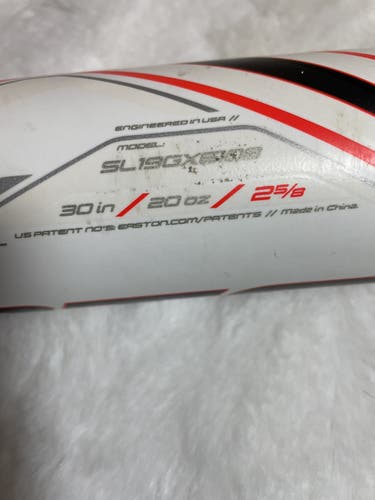 ENGINEERED IN USA //
MODEL:
30 in / 20 oz / 2 5/8
US PATENT NO'S: EASTON.COM/PATENTS // Made in China.